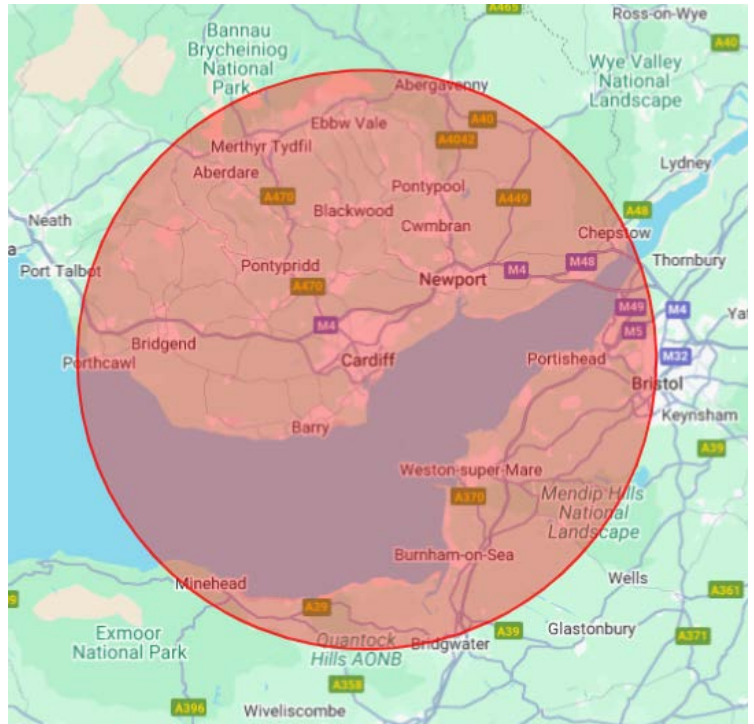 A465
Ross-on-Wye
Bannau
Brycheiniog
National
Park
A40
Wye Valley
National
Landscape
Abergavenny
Ebbw Vale
A40
A4042
Merthyr Tydfil
Lydney
Aberdare
Pontypool
A470
A449
Blackwood
A48
Neath
Cwmbran
Chepstow
Port Talbot
Pontypridd
Newport
M4
M48
Thornbury
A470
M49
M4
M4
M5
Yat
Bridgend
Porthcawl
Cardiff
Portishead
M32
Bristol
Keynsham
Barry
A39
Weston-super-Mare
A370
Mendip Hills
National
Landscape
Burnham-on-Sea
Minehead
Wells
A361
9
A39
Exmoor
National Park
Quantock
Hills AONB
Bridgwater
A39
Glastonbury
A371
A358
A396
Wiveliscombe